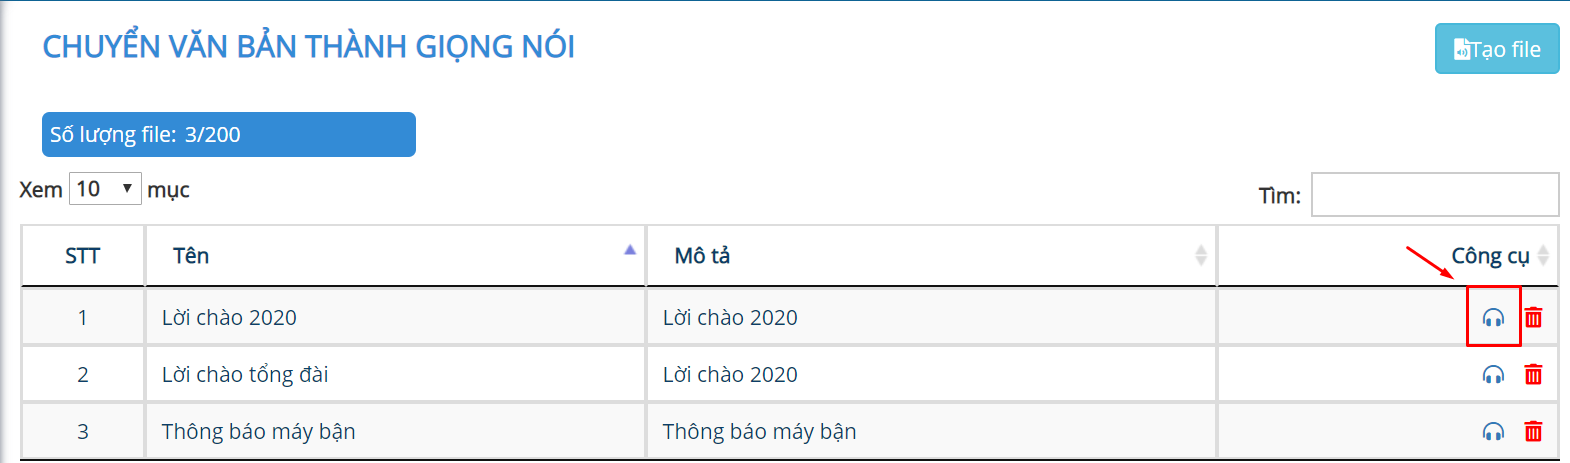 CHUYỂN VĂN BẢN THÀNH GIỌNG NÓI
Tạo file
Số lượng file: 3/200
Xem 10 mục
Tìm:
STT Tên Mô tả Công cụ
1 Lời chào 2020 Lời chào 2020
2 Lời chào tổng đài Lời chào 2020
3 Thông báo máy bận Thông báo máy bận